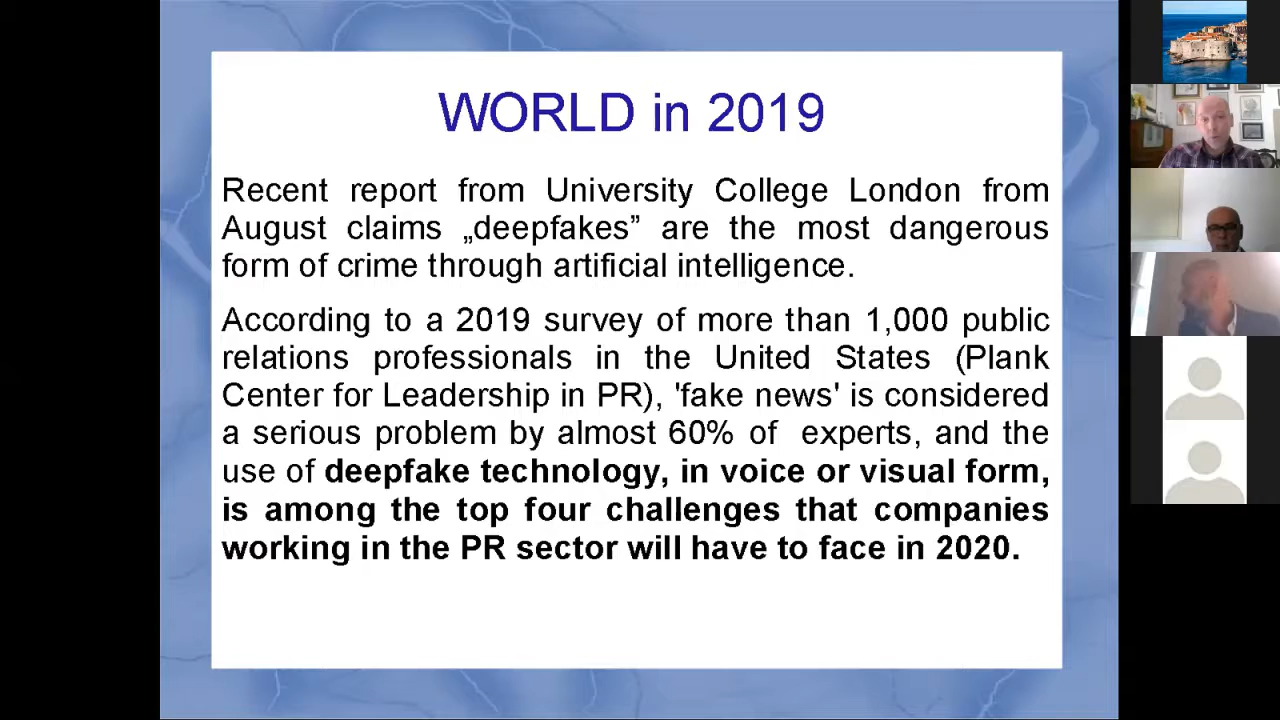 WORLD in 2019
Recent report from University College London from
August claims „deepfakes” are the most dangerous
form of crime through artificial intelligence.
According to a 2019 survey of more than 1,000 public
relations professionals in the United States (Plank
Center for Leadership in PR), 'fake news' is considered
a serious problem by almost 60% of experts, and the
use of deepfake technology, in voice or visual form,
is among the top four challenges that companies
working in the PR sector will have to face in 2020.